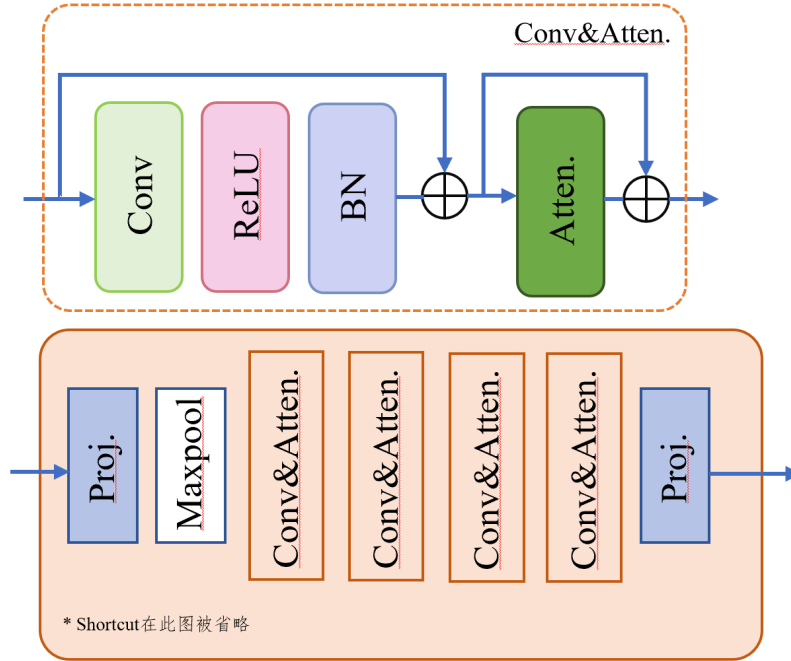 Conv&Atten.
Conv
ReLU
BN
Atten.
Proj.
Maxpool
Conv&Atten.
Conv&Atten.
Conv&Atten.
Conv&Atten.
Proj.
* Shortcut在此图被省略